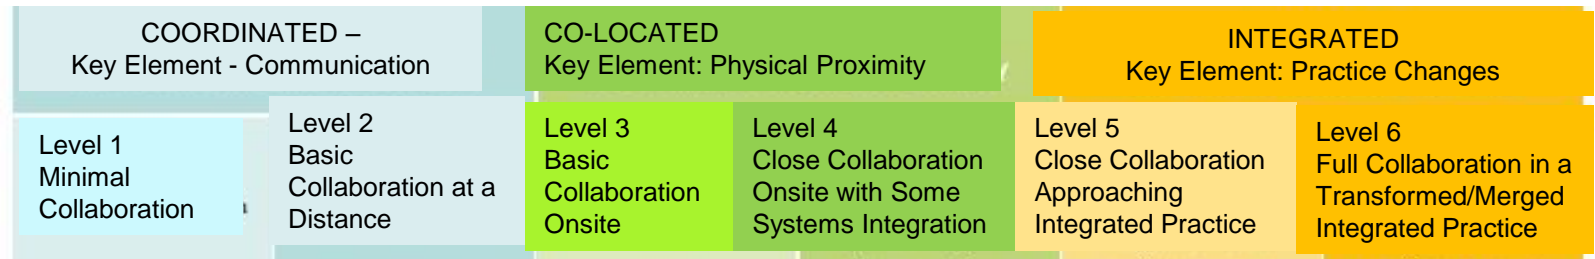 COORDINATED –
Key Element - Communication
CO-LOCATED
Key Element: Physical Proximity
INTEGRATED
Key Element: Practice Changes
Level 1
Minimal
Collaboration
Level 2
Basic
Collaboration at a
Distance
Level 3
Basic
Collaboration
Onsite
Level 4
Close Collaboration
Onsite with Some
Systems Integration
Level 5
Close Collaboration
Approaching
Integrated Practice
Level 6
Full Collaboration in a
Transformed/Merged
Integrated Practice